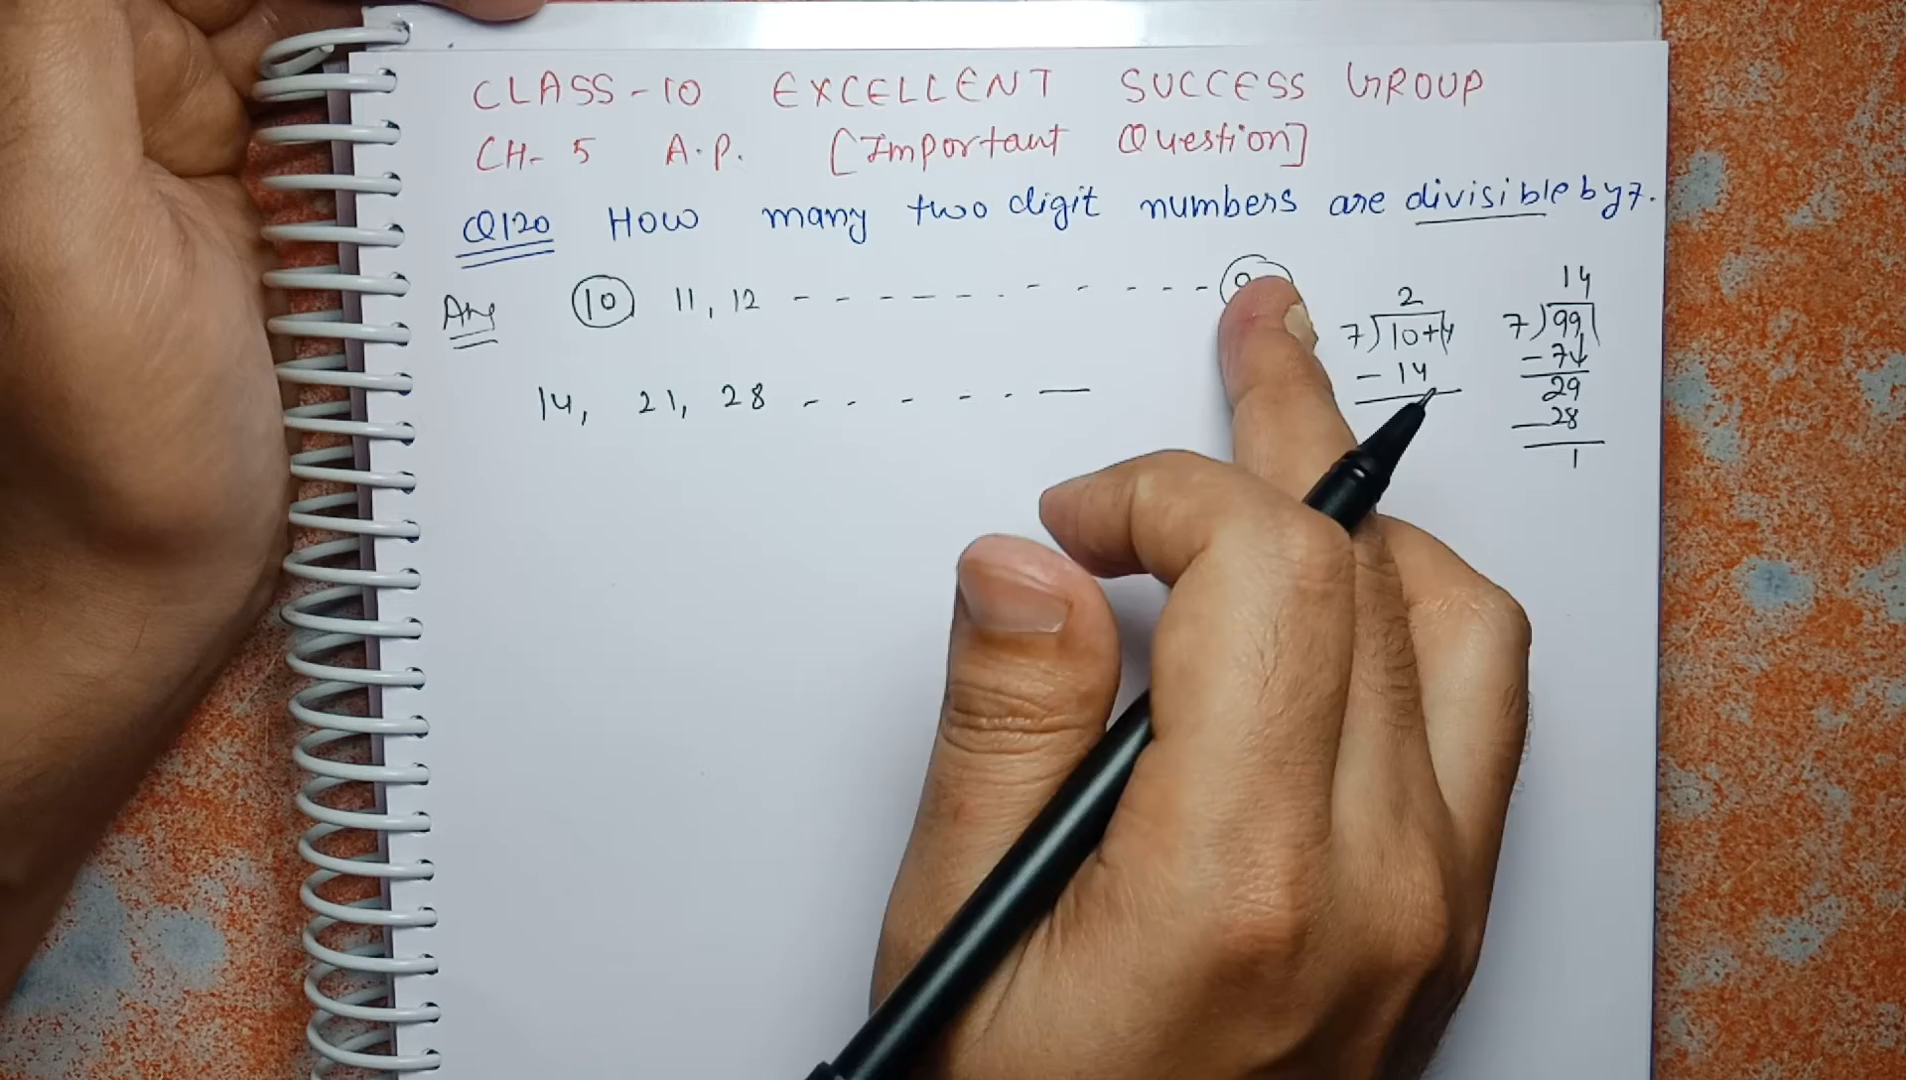 CLASS-10 EXCELLENT SUCCESS GROUP
CH- 5 A.P. [Important Question]
Q120 How many two digit numbers are divisible by 7.
Ans 10 11, 12 - - - - - - - - - - -
14, 21, 28 - - - - - —
2
7)10+4
- 14
14
7)99
- 7↓
29
- 28
1